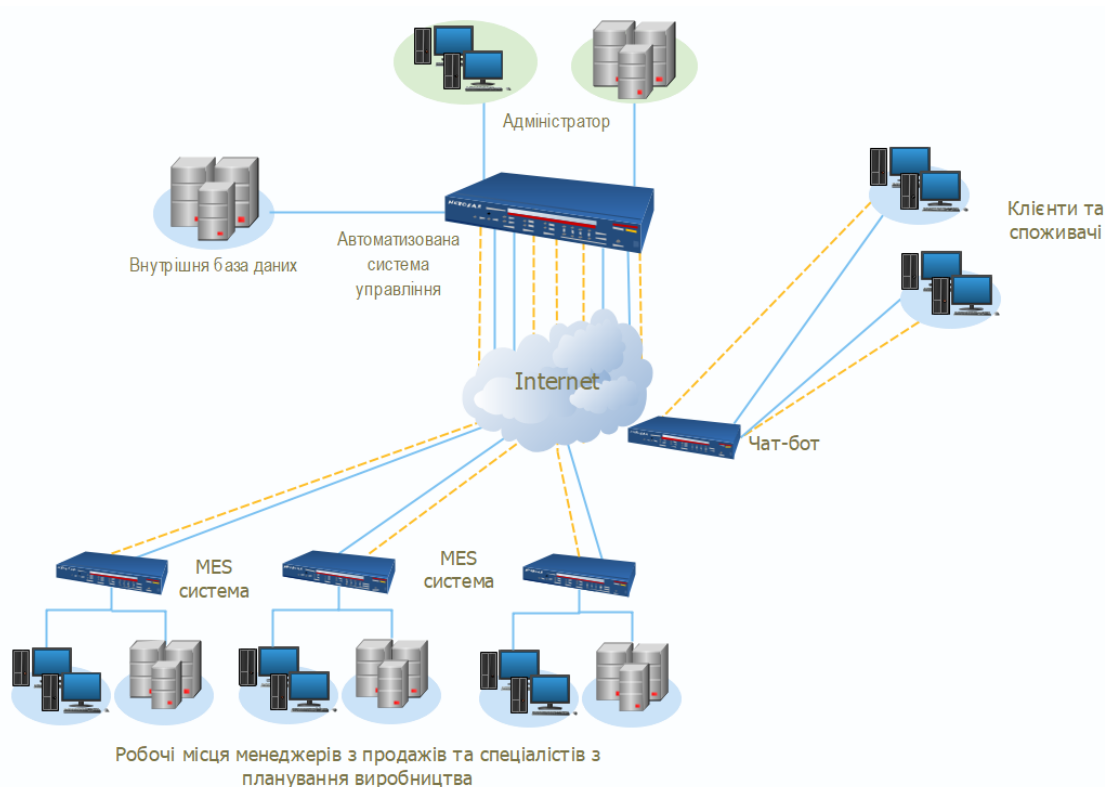 Адміністратор
Внутрішня база даних
Автоматизована
система
управління
Клієнти та
споживачі
Internet
Чат-бот
MES
система
MES
система
Робочі місця менеджерів з продажів та спеціалістів з
планування виробництва